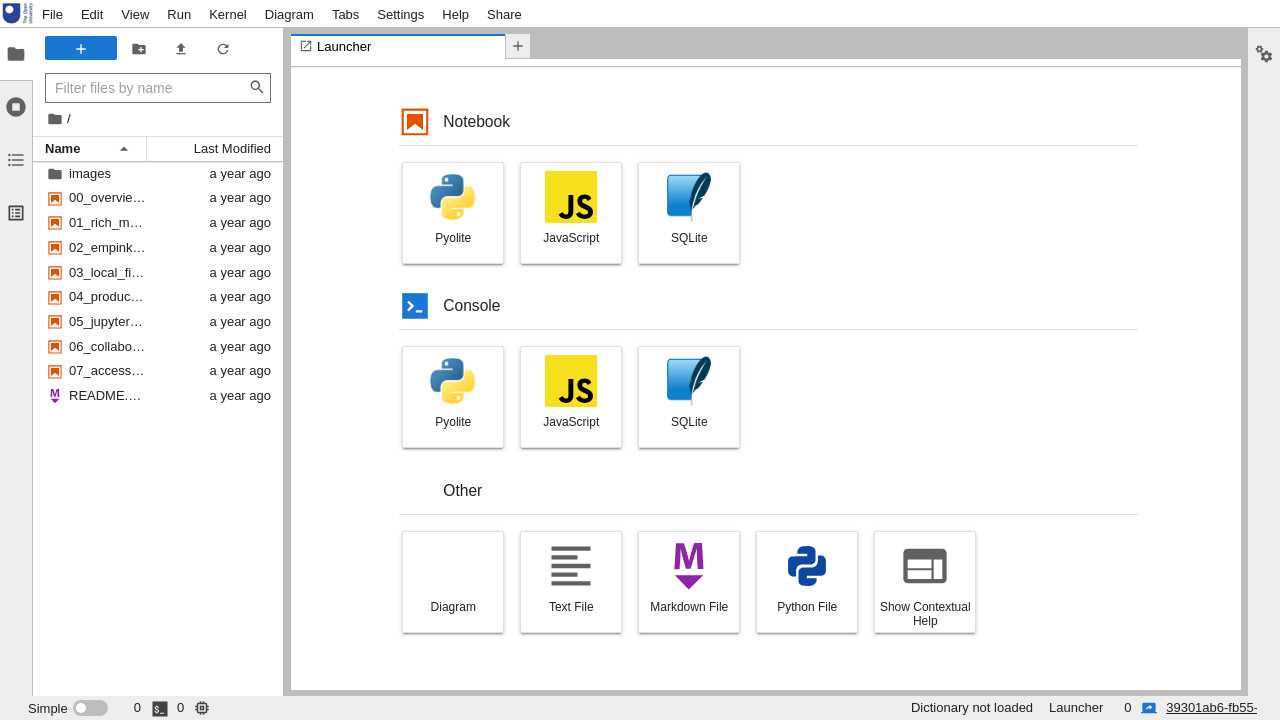 File Edit View Run Kernel Diagram Tabs Settings Help Share
Launcher
Filter files by name
/
Name Last Modified
images a year ago
00_overvie… a year ago
01_rich_m… a year ago
02_empink… a year ago
03_local_fi… a year ago
04_produc… a year ago
05_jupyter… a year ago
06_collabo… a year ago
07_access… a year ago
M README.… a year ago
Notebook
Pyolite JS JavaScript SQLite
Console
Pyolite JS JavaScript SQLite
Other
Diagram Text File M Markdown File Python File Show Contextual
Help
Simple 0 $_ 0 Dictionary not loaded Launcher 0 39301ab6-fb55-